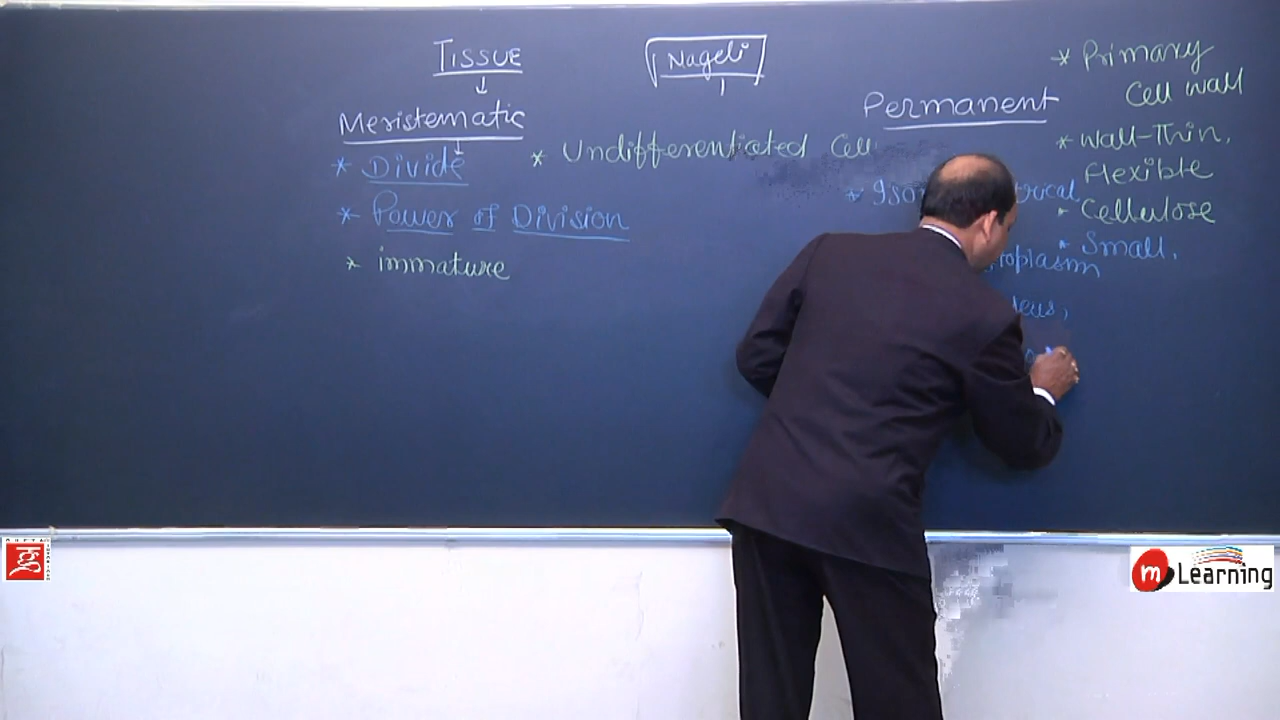 TISSUE
Nageli
Meristematic
* Divide
* Power of Division
* immature
* Undifferentiated Cell
Permanent
* Primary
Cell wall
* Wall-Thin,
Flexible
* Cellulose
* Small,
m Learning